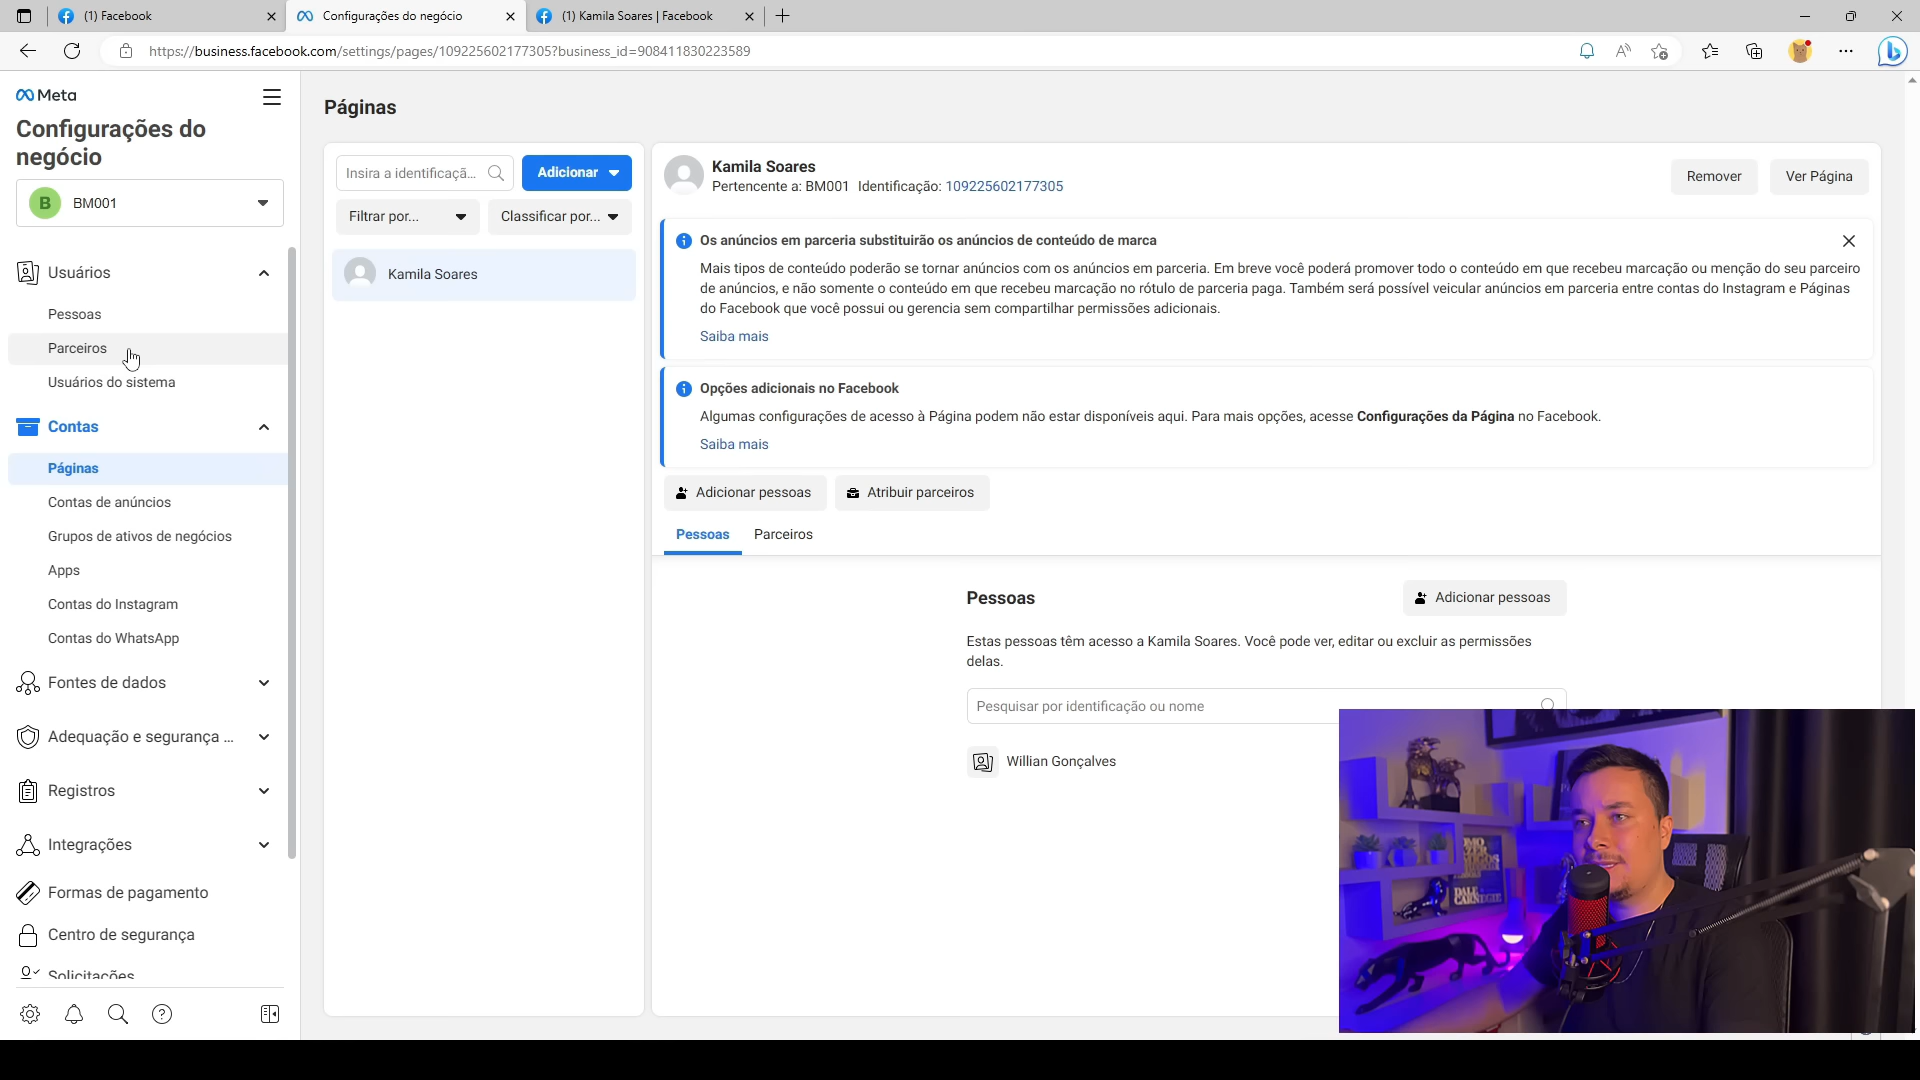 (1) Facebook
Configurações do negócio
(1) Kamila Soares | Facebook
https://business.facebook.com/settings/pages/109225602177305?business_id=908411830223589
Meta
Configurações do
negócio
B
BM001
Usuários
Pessoas
Parceiros
Usuários do sistema
Contas
Páginas
Contas de anúncios
Grupos de ativos de negócios
Apps
Contas do Instagram
Contas do WhatsApp
Fontes de dados
Adequação e segurança ...
Registros
Integrações
Formas de pagamento
Centro de segurança
Solicitações
Páginas
Insira a identificaçã...
Adicionar
Filtrar por...
Classificar por...
Kamila Soares
Kamila Soares
Pertencente a: BM001 Identificação: 109225602177305
Remover
Ver Página
Os anúncios em parceria substituirão os anúncios de conteúdo de marca
Mais tipos de conteúdo poderão se tornar anúncios com os anúncios em parceria. Em breve você poderá promover todo o conteúdo em que recebeu marcação ou menção do seu parceiro
de anúncios, e não somente o conteúdo em que recebeu marcação no rótulo de parceria paga. Também será possível veicular anúncios em parceria entre contas do Instagram e Páginas
do Facebook que você possui ou gerencia sem compartilhar permissões adicionais.
Saiba mais
Opções adicionais no Facebook
Algumas configurações de acesso à Página podem não estar disponíveis aqui. Para mais opções, acesse Configurações da Página no Facebook.
Saiba mais
Adicionar pessoas
Atribuir parceiros
Pessoas
Parceiros
Pessoas
Adicionar pessoas
Estas pessoas têm acesso a Kamila Soares. Você pode ver, editar ou excluir as permissões
delas.
Pesquisar por identificação ou nome
Willian Gonçalves
DALE
CARNEGIE